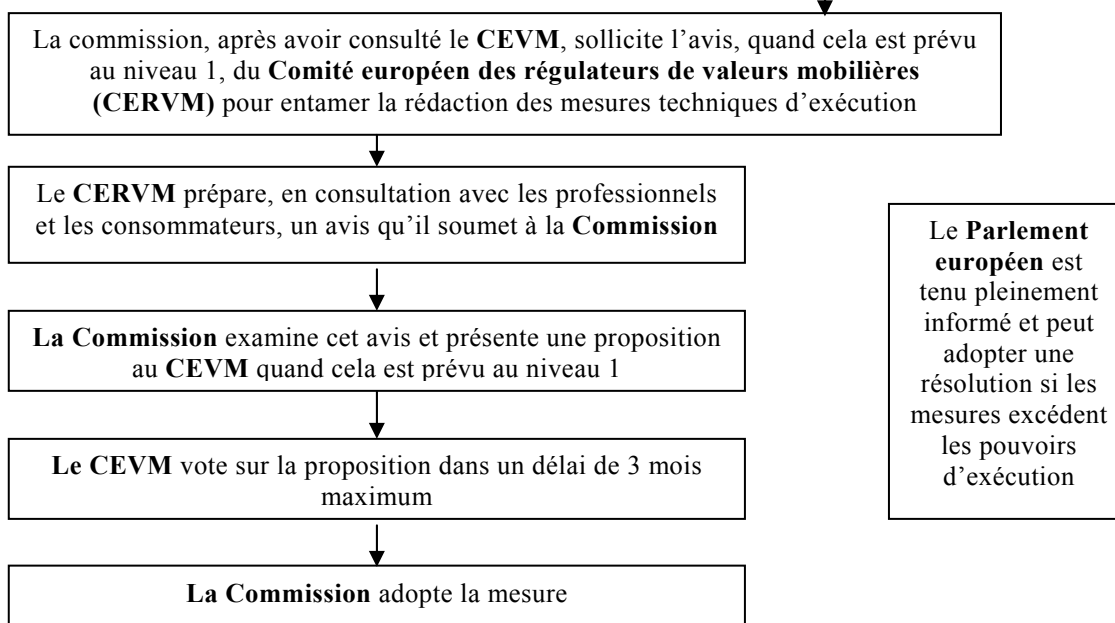 La commission, après avoir consulté le CEVM, sollicite l’avis, quand cela est prévu
au niveau 1, du Comité européen des régulateurs de valeurs mobilières
(CERVM) pour entamer la rédaction des mesures techniques d’exécution
Le CERVM prépare, en consultation avec les professionnels
et les consommateurs, un avis qu’il soumet à la Commission
La Commission examine cet avis et présente une proposition
au CEVM quand cela est prévu au niveau 1
Le CEVM vote sur la proposition dans un délai de 3 mois
maximum
La Commission adopte la mesure
Le Parlement
européen est
tenu pleinement
informé et peut
adopter une
résolution si les
mesures excédent
les pouvoirs
d’exécution